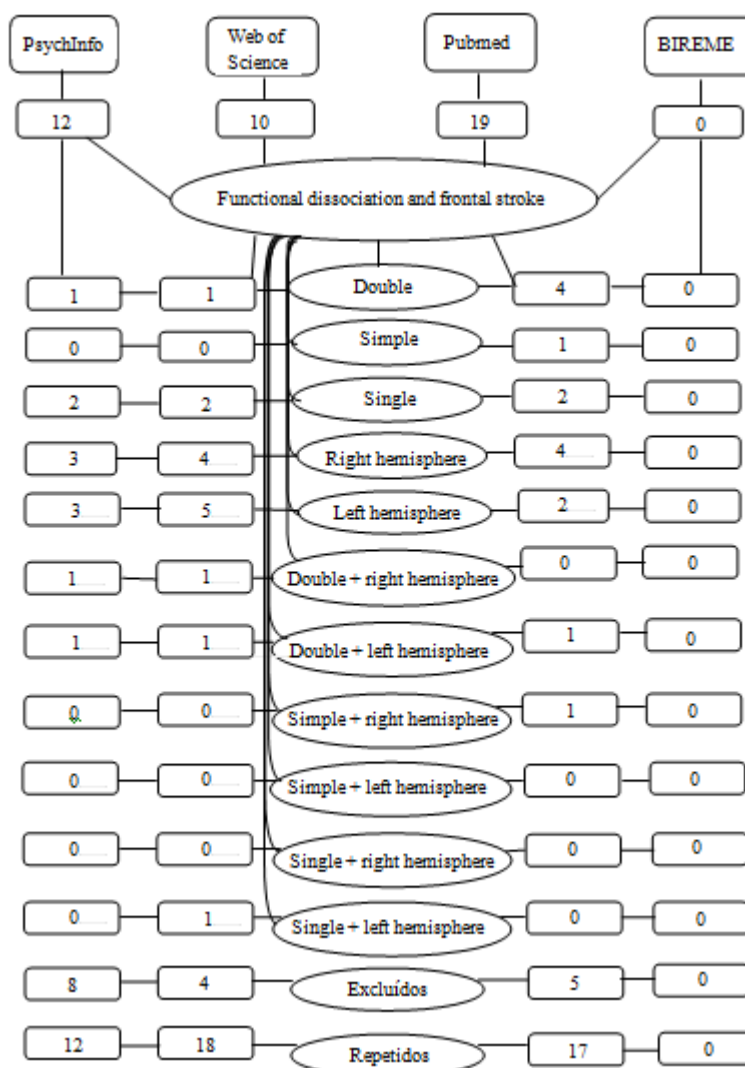 PsychInfo
Web of
Science
Pubmed
BIREME
12
10
19
0
Functional dissociation and frontal stroke
1
1
Double
4
0
0
0
Simple
1
0
2
2
Single
2
0
3
4
Right hemisphere
4
0
3
5
Left hemisphere
2
0
1
1
Double + right hemisphere
0
0
1
1
Double + left hemisphere
1
0
0
0
Simple + right hemisphere
1
0
0
0
Simple + left hemisphere
0
0
0
0
Single + right hemisphere
0
0
0
1
Single + left hemisphere
0
0
8
4
Excluídos
5
0
12
18
Repetidos
17
0